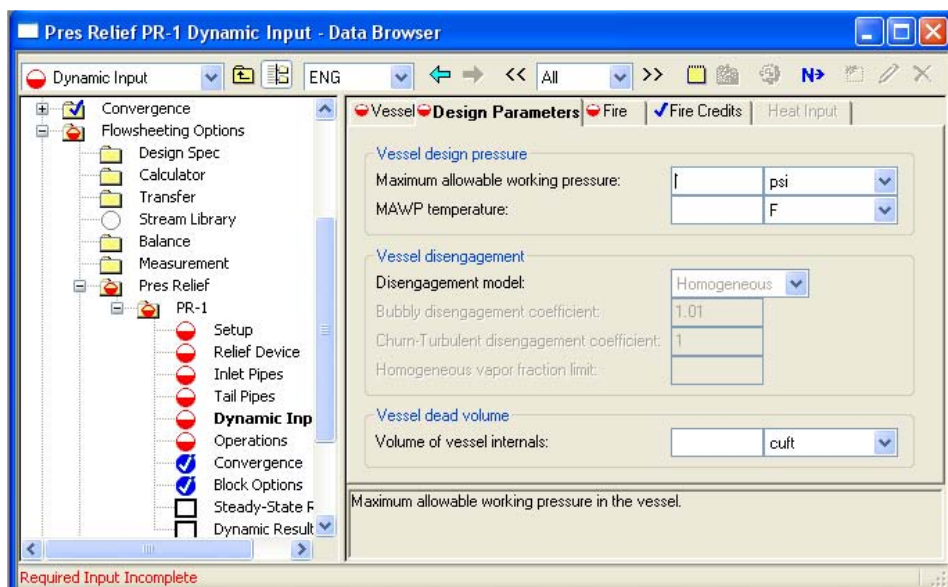 Pres Relief PR-1 Dynamic Input - Data Browser
Dynamic Input
ENG
<<
All
>>
N→
Convergence
Flowsheeting Options
Design Spec
Calculator
Transfer
Stream Library
Balance
Measurement
Pres Relief
PR-1
Setup
Relief Device
Inlet Pipes
Tail Pipes
Dynamic Inp
Operations
Convergence
Block Options
Steady-State R
Dynamic Result
Vessel Design Parameters Fire Fire Credits Heat Input
Vessel design pressure
Maximum allowable working pressure: psi
MAWP temperature: F
Vessel disengagement
Disengagement model: Homogeneous
Bubbly disengagement coefficient: 1.01
Churn-Turbulent disengagement coefficient: 1
Homogeneous vapor fraction limit:
Vessel dead volume
Volume of vessel internals: cuft
Maximum allowable working pressure in the vessel.
Required Input Incomplete